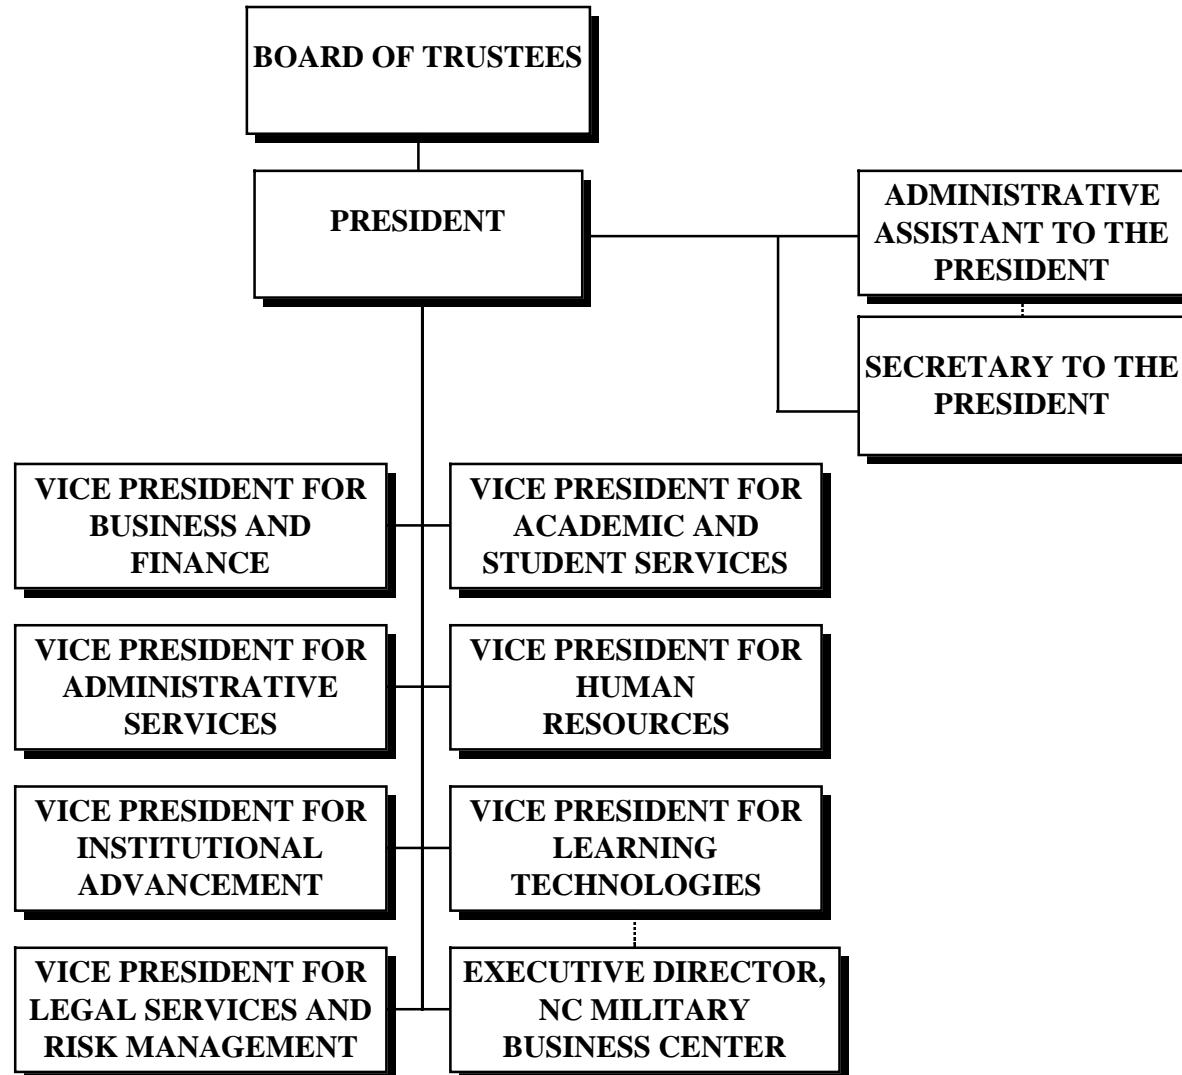 BOARD OF TRUSTEES
PRESIDENT
ADMINISTRATIVE
ASSISTANT TO THE
PRESIDENT
SECRETARY TO THE
PRESIDENT
VICE PRESIDENT FOR
BUSINESS AND
FINANCE
VICE PRESIDENT FOR
ACADEMIC AND
STUDENT SERVICES
VICE PRESIDENT FOR
ADMINISTRATIVE
SERVICES
VICE PRESIDENT FOR
HUMAN
RESOURCES
VICE PRESIDENT FOR
INSTITUTIONAL
ADVANCEMENT
VICE PRESIDENT FOR
LEARNING
TECHNOLOGIES
VICE PRESIDENT FOR
LEGAL SERVICES AND
RISK MANAGEMENT
EXECUTIVE DIRECTOR,
NC MILITARY
BUSINESS CENTER